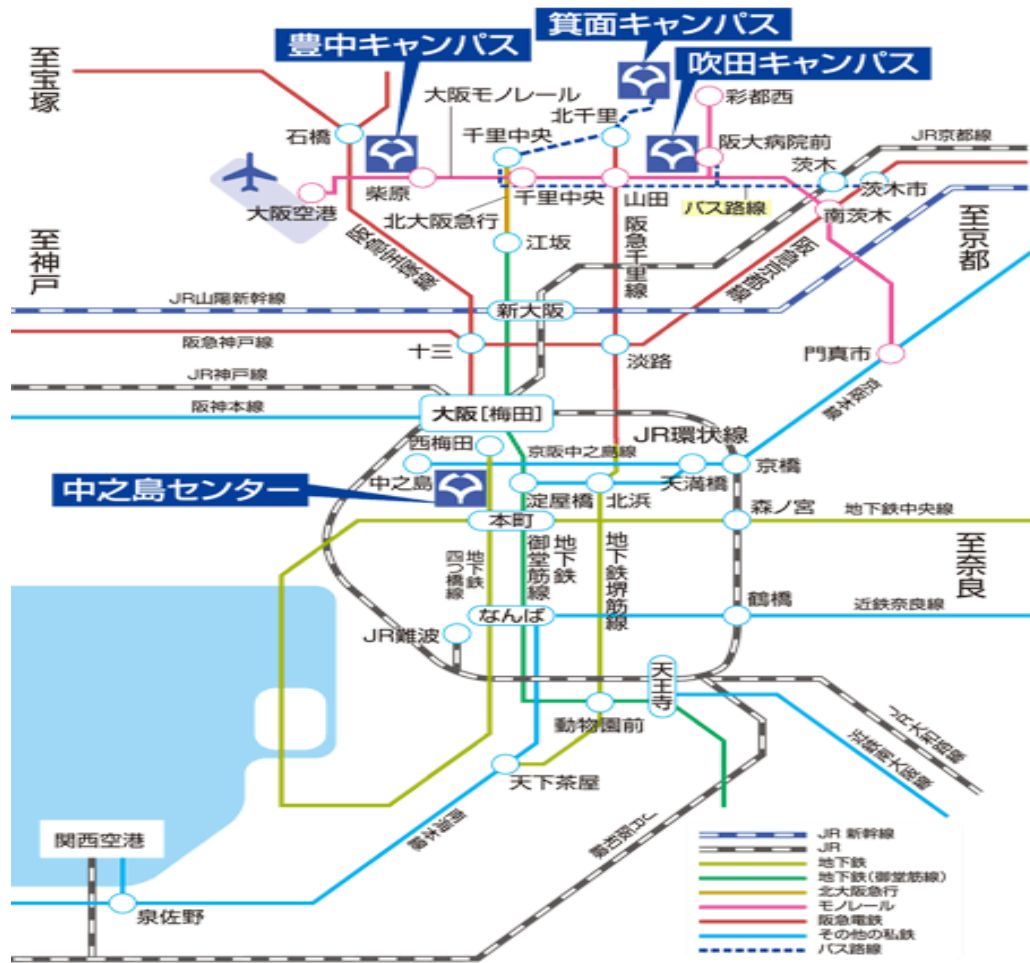 箕面キャンパス
豊中キャンパス
吹田キャンパス
至宝塚
大阪モノレール
彩都西
北千里
石橋
千里中央
阪大病院前
JR京都線
茨木
柴原
大阪空港
千里中央
山田
バス路線
茨木市
北大阪急行
南茨木
至京都
至神戸
江坂
阪急宝塚線
阪急千里線
阪急京都線
JR山陽新幹線
新大阪
阪急神戸線
十三
淡路
門真市
JR神戸線
京阪本線
阪神本線
大阪[梅田]
西梅田
JR環状線
京阪中之島線
京橋
中之島センター
中之島
淀屋橋
北浜
天満橋
森ノ宮
本町
地下鉄中央線
地下鉄四つ橋線
地下鉄御堂筋線
地下鉄堺筋線
至奈良
なんば
鶴橋
近鉄奈良線
JR難波
天王寺
動物園前
JR大和路線
近鉄南大阪線
天下茶屋
南海本線
JR阪和線
関西空港
泉佐野
JR 新幹線
JR
地下鉄
地下鉄(御堂筋線)
北大阪急行
モノレール
阪急電鉄
その他の私鉄
バス路線